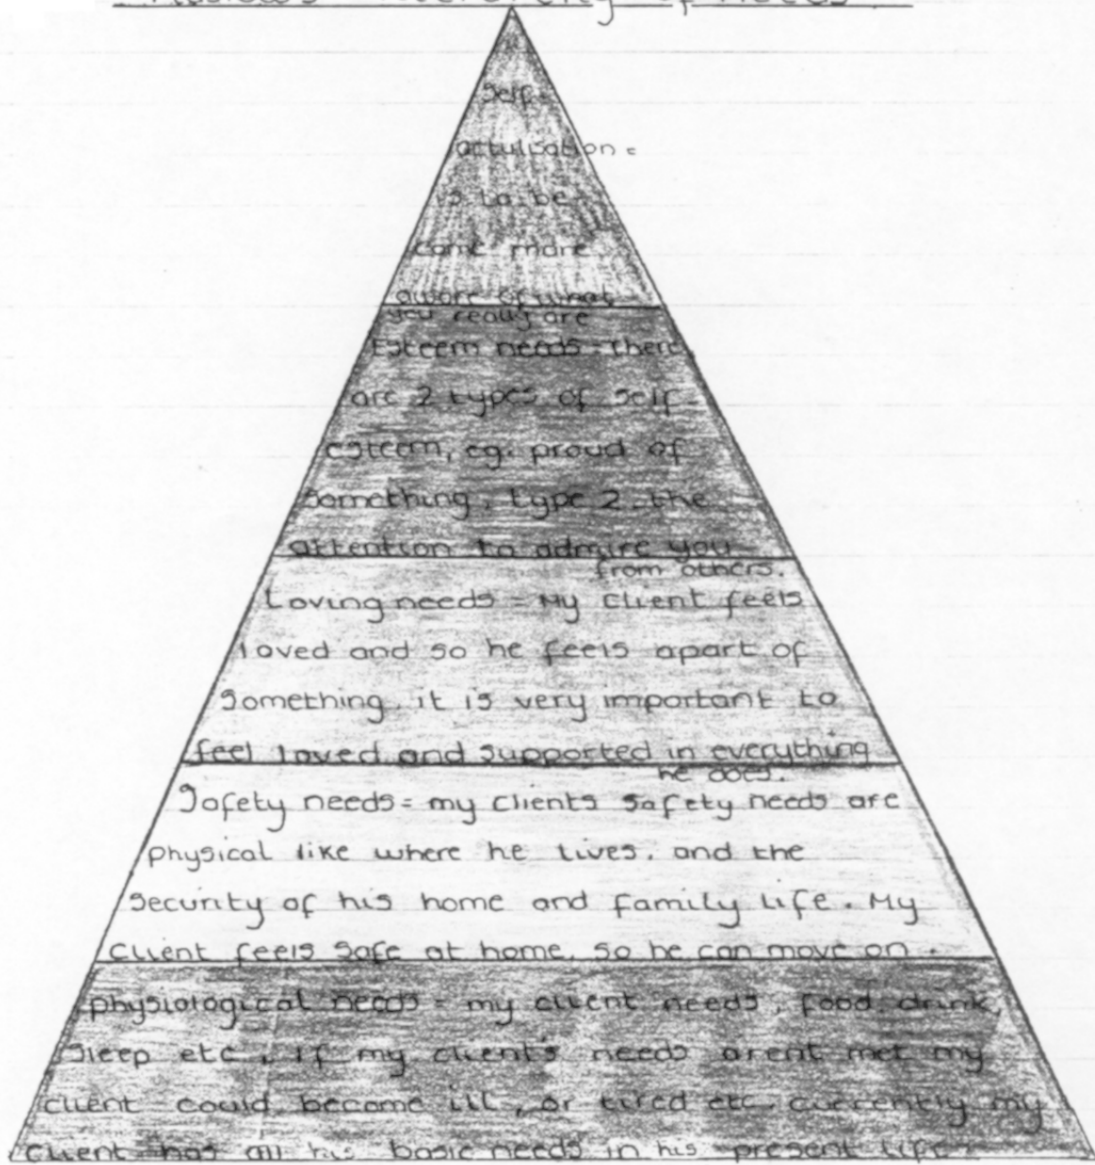 Maslows Hierarchy of Needs.
Self-
actulisation =
is to be
come more
aware of what
you really are
Esteem needs = there
are 2 types of self
esteem, eg. proud of
something, type 2 - the
attention to admire you
from others.
Loving needs = My client feels
loved and so he feels apart of
something, it is very important to
feel loved and supported in everything
he does.
Safety needs = my clients safety needs are
physical like where he lives, and the
security of his home and family life. My
client feels safe at home, so he can move on.
physiological needs = my client needs, food drink,
sleep etc, if my client's needs arent met my
client could become ill, or tired etc currently my
client has all his basic needs in his present life